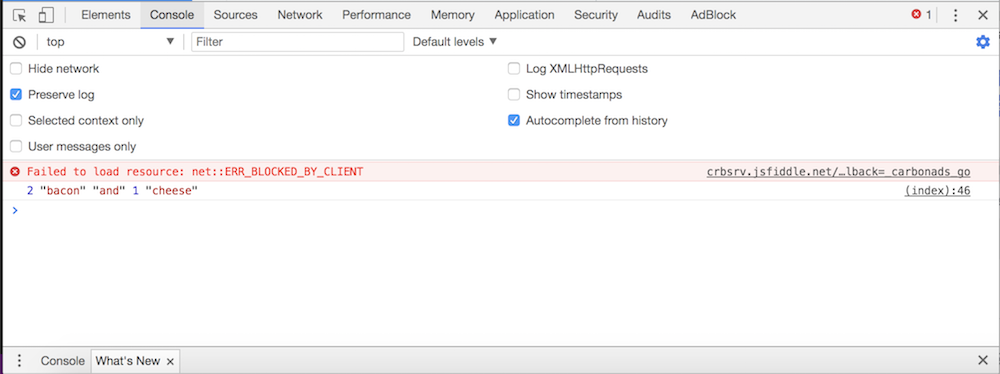 Elements Console Sources Network Performance Memory Application Security Audits AdBlock 1
top Filter Default levels
Hide network Log XMLHttpRequests
Preserve log Show timestamps
Selected context only Autocomplete from history
User messages only
Failed to load resource: net::ERR_BLOCKED_BY_CLIENT crbsrv.jsfiddle.net/…lback=_carbonads_go
2 "bacon" "and" 1 "cheese" (index):46
Console What's New